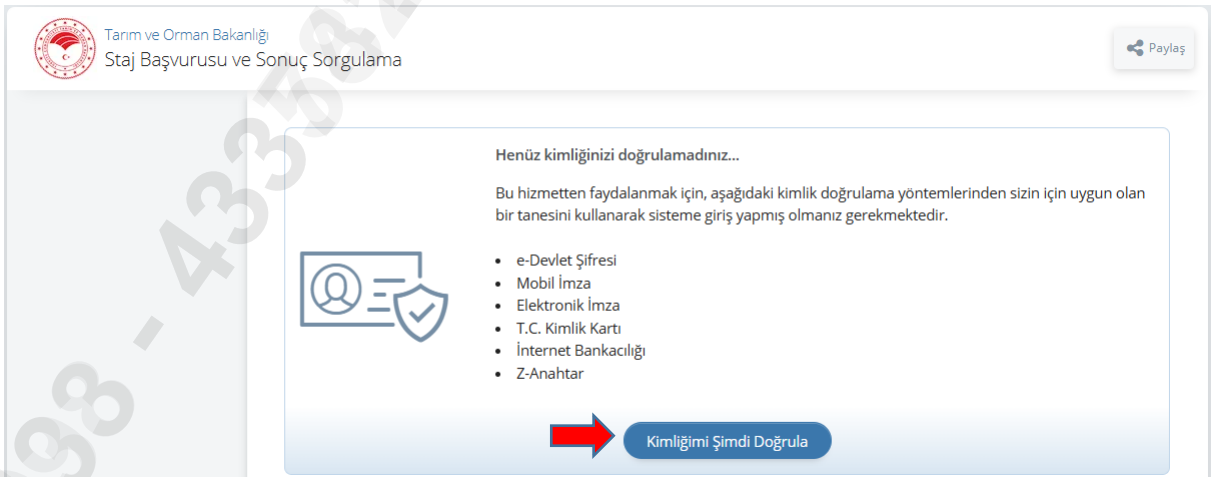 Tarım ve Orman Bakanlığı
Staj Başvurusu ve Sonuç Sorgulama
Paylaş
Henüz kimliğinizi doğrulamadınız...
Bu hizmetten faydalanmak için, aşağıdaki kimlik doğrulama yöntemlerinden sizin için uygun olan
bir tanesini kullanarak sisteme giriş yapmış olmanız gerekmektedir.
• e-Devlet Şifresi
• Mobil İmza
• Elektronik İmza
• T.C. Kimlik Kartı
• İnternet Bankacılığı
• Z-Anahtar
Kimliğimi Şimdi Doğrula